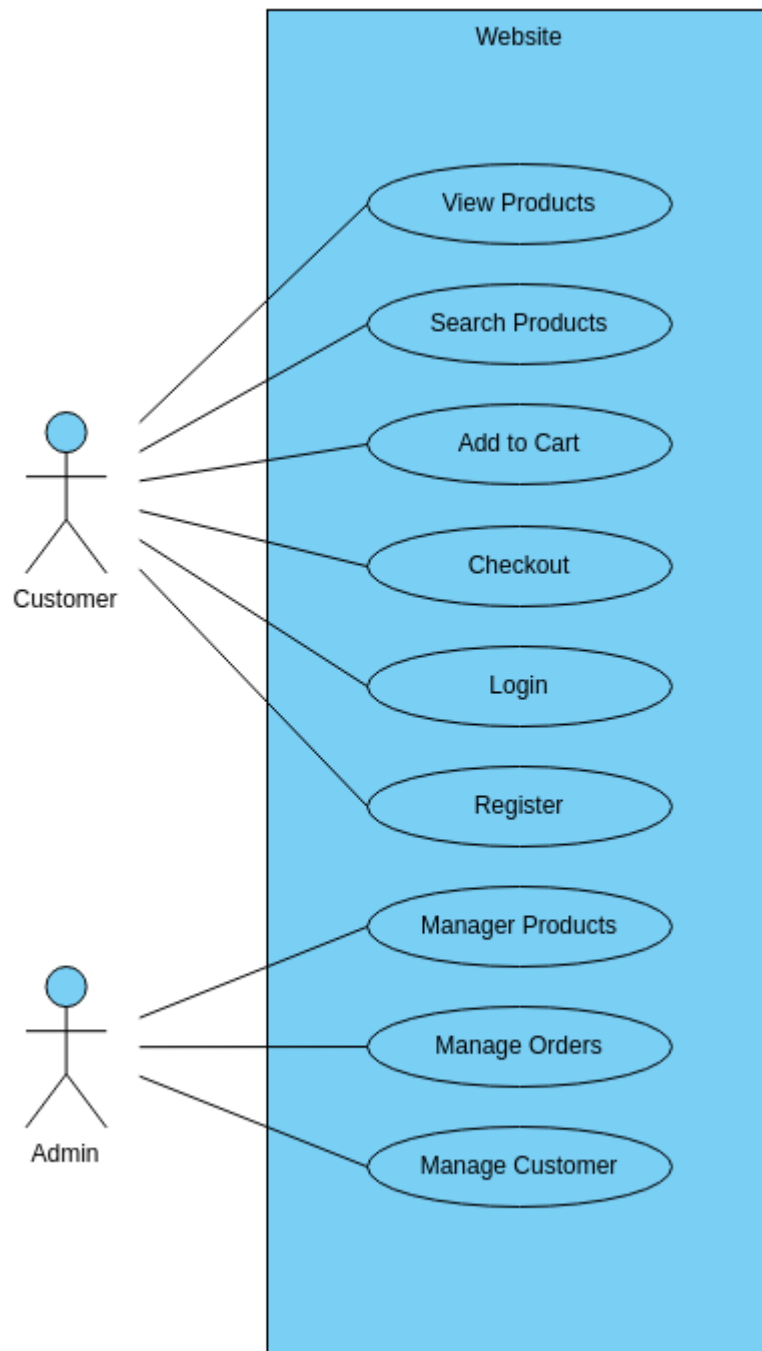 Website
View Products
Search Products
Add to Cart
Checkout
Customer
Login
Register
Manager Products
Manage Orders
Admin
Manage Customer